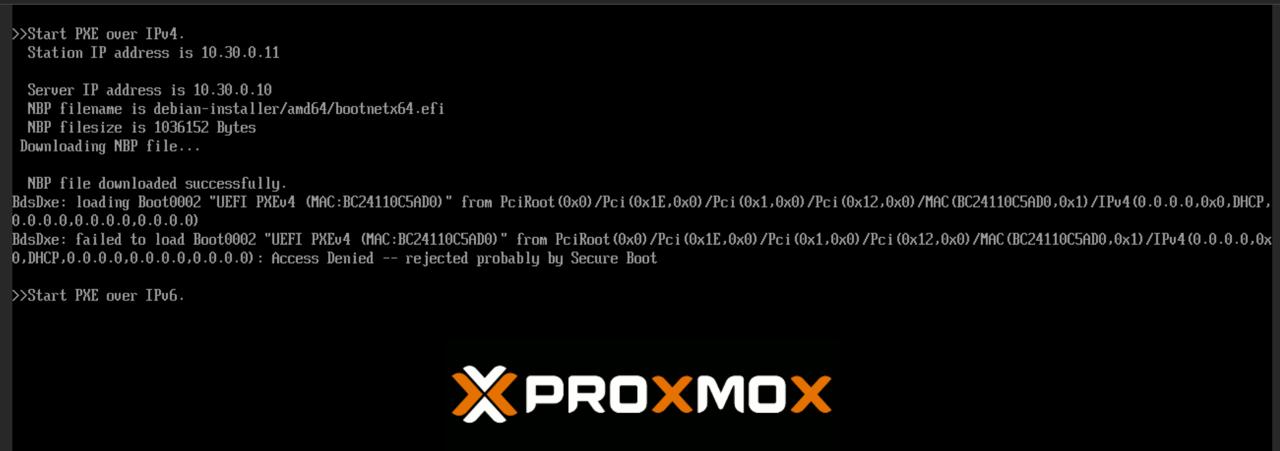 >>Start PXE over IPv4.
Station IP address is 10.30.0.11
Server IP address is 10.30.0.10
NBP filename is debian-installer/amd64/bootnetx64.efi
NBP filesize is 1036152 Bytes
Downloading NBP file...
NBP file downloaded successfully.
BdsDxe: loading Boot0002 "UEFI PXEv4 (MAC:BC24110C5AD0)" from PciRoot(0x0)/Pci(0x1E,0x0)/Pci(0x1,0x0)/Pci(0x12,0x0)/MAC(BC24110C5AD0,0x1)/IPv4(0.0.0.0,0x0,DHCP,
0.0.0.0,0.0.0.0,0.0.0.0)
BdsDxe: failed to load Boot0002 "UEFI PXEv4 (MAC:BC24110C5AD0)" from PciRoot(0x0)/Pci(0x1E,0x0)/Pci(0x1,0x0)/Pci(0x12,0x0)/MAC(BC24110C5AD0,0x1)/IPv4(0.0.0.0,0x
0,DHCP,0.0.0.0,0.0.0.0,0.0.0.0): Access Denied -- rejected probably by Secure Boot
>>Start PXE over IPv6.
PROXMOX